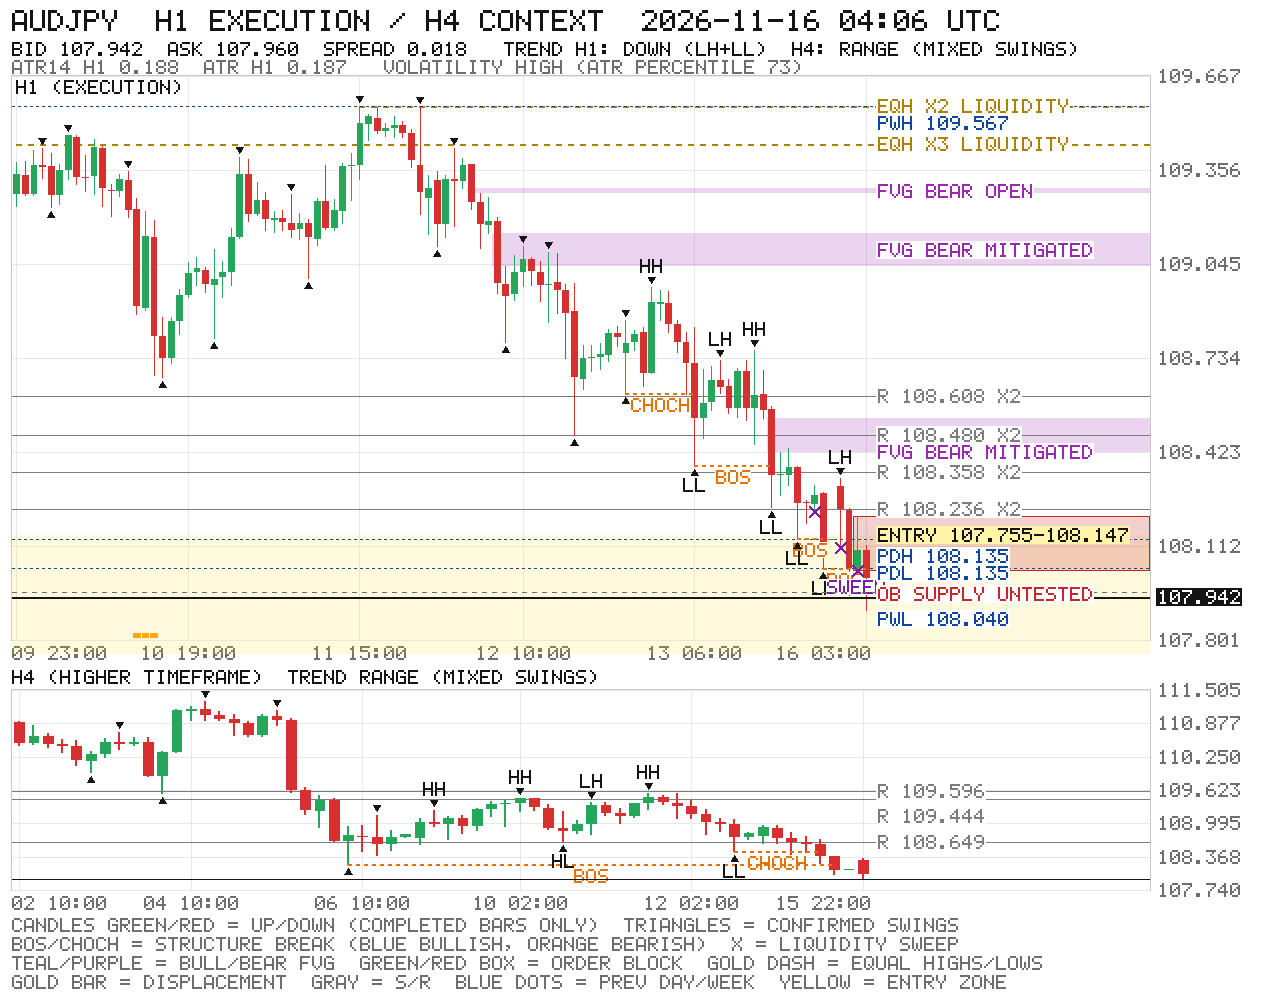 AUDJPY  H1 EXECUTION / H4 CONTEXT  2026-11-16 04:06 UTC
BID 107.942  ASK 107.960  SPREAD 0.018  TREND H1: DOWN (LH+LL)  H4: RANGE (MIXED SWINGS)
ATR14 H1 0.188  ATR H1 0.187  VOLATILITY HIGH (ATR PERCENTILE 73)
H1 (EXECUTION)
109.667
EQH X2 LIQUIDITY
PWH 109.567
EQH X3 LIQUIDITY
109.356
FVG BEAR OPEN
FVG BEAR MITIGATED
109.045
HH
LH
HH
108.734
R 108.608 X2
CHOCH
R 108.480 X2
FVG BEAR MITIGATED
108.423
LH
R 108.358 X2
BOS
LL
R 108.236 X2
LL
ENTRY 107.755-108.147
108.112
BOS
LL
PDH 108.135
PDL 108.135
OB SUPPLY UNTESTED
107.942
PWL 108.040
107.801
09 23:00  10 19:00  11 15:00  12 10:00  13 06:00  16 03:00
H4 (HIGHER TIMEFRAME)  TREND RANGE (MIXED SWINGS)
111.505
110.877
110.250
HH
HH
LH
HH
R 109.596
109.623
R 109.444
108.995
R 108.649
HL
CHOCH
108.368
LL
BOS
107.740
02 10:00  04 10:00  06 10:00  10 02:00  12 02:00  15 22:00
CANDLES GREEN/RED = UP/DOWN (COMPLETED BARS ONLY)  TRIANGLES = CONFIRMED SWINGS
BOS/CHOCH = STRUCTURE BREAK (BLUE BULLISH, ORANGE BEARISH)  X = LIQUIDITY SWEEP
TEAL/PURPLE = BULL/BEAR FVG  GREEN/RED BOX = ORDER BLOCK  GOLD DASH = EQUAL HIGHS/LOWS
GOLD BAR = DISPLACEMENT  GRAY = S/R  BLUE DOTS = PREV DAY/WEEK  YELLOW = ENTRY ZONE